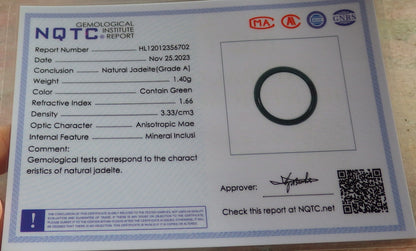 NQTC GEMOLOGICAL INSTITUTE REPORT
CMA
CNAS
Report Number HL12012356702
Date Nov 25.2023
Conclusion Natural Jadeite(Grade A)
Weight 1.40g
Color Contain Green
Refractive Index 1.66
Density 3.33/cm3
Optic Character Anisotropic Mae
Internal Feature Mineral Inclusi
Comment:
Gemological tests correspond to the charact
eristics of natural jadeite.
Approver:
Check this report at NQTC.net